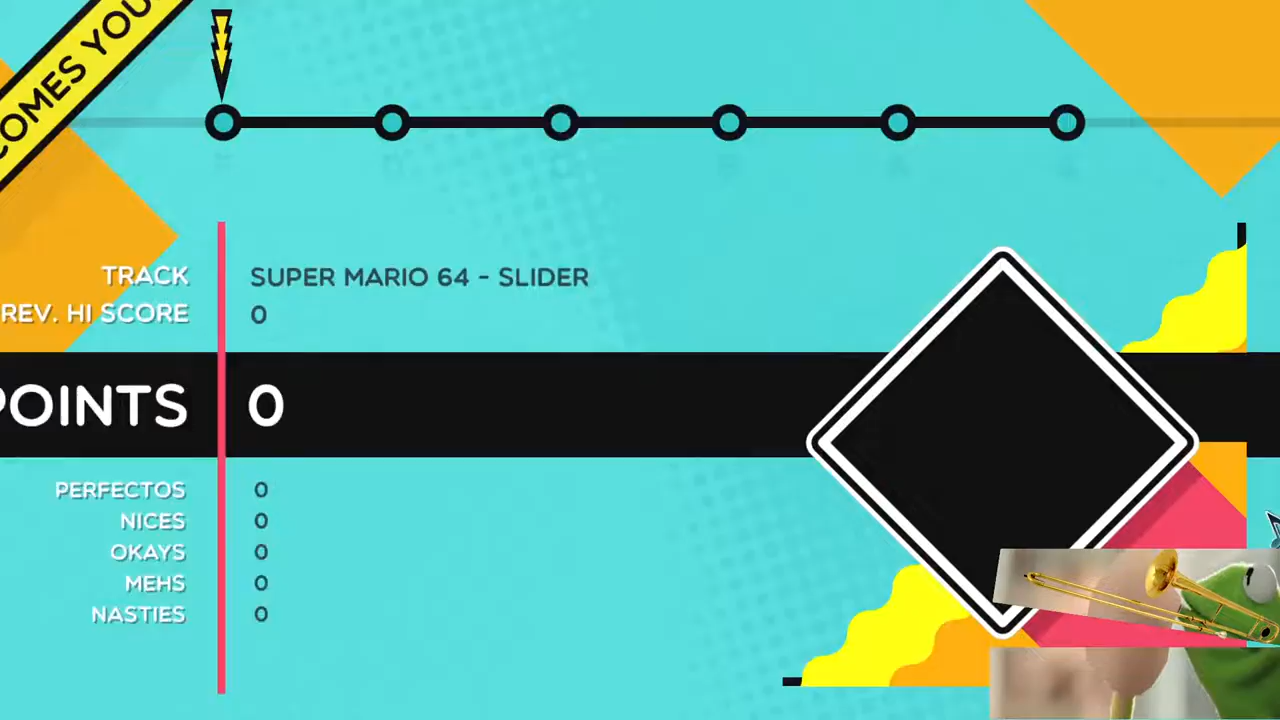 COMES YOU
TRACK SUPER MARIO 64 - SLIDER
REV. HI SCORE 0
POINTS 0
PERFECTOS 0
NICES 0
OKAYS 0
MEHS 0
NASTIES 0